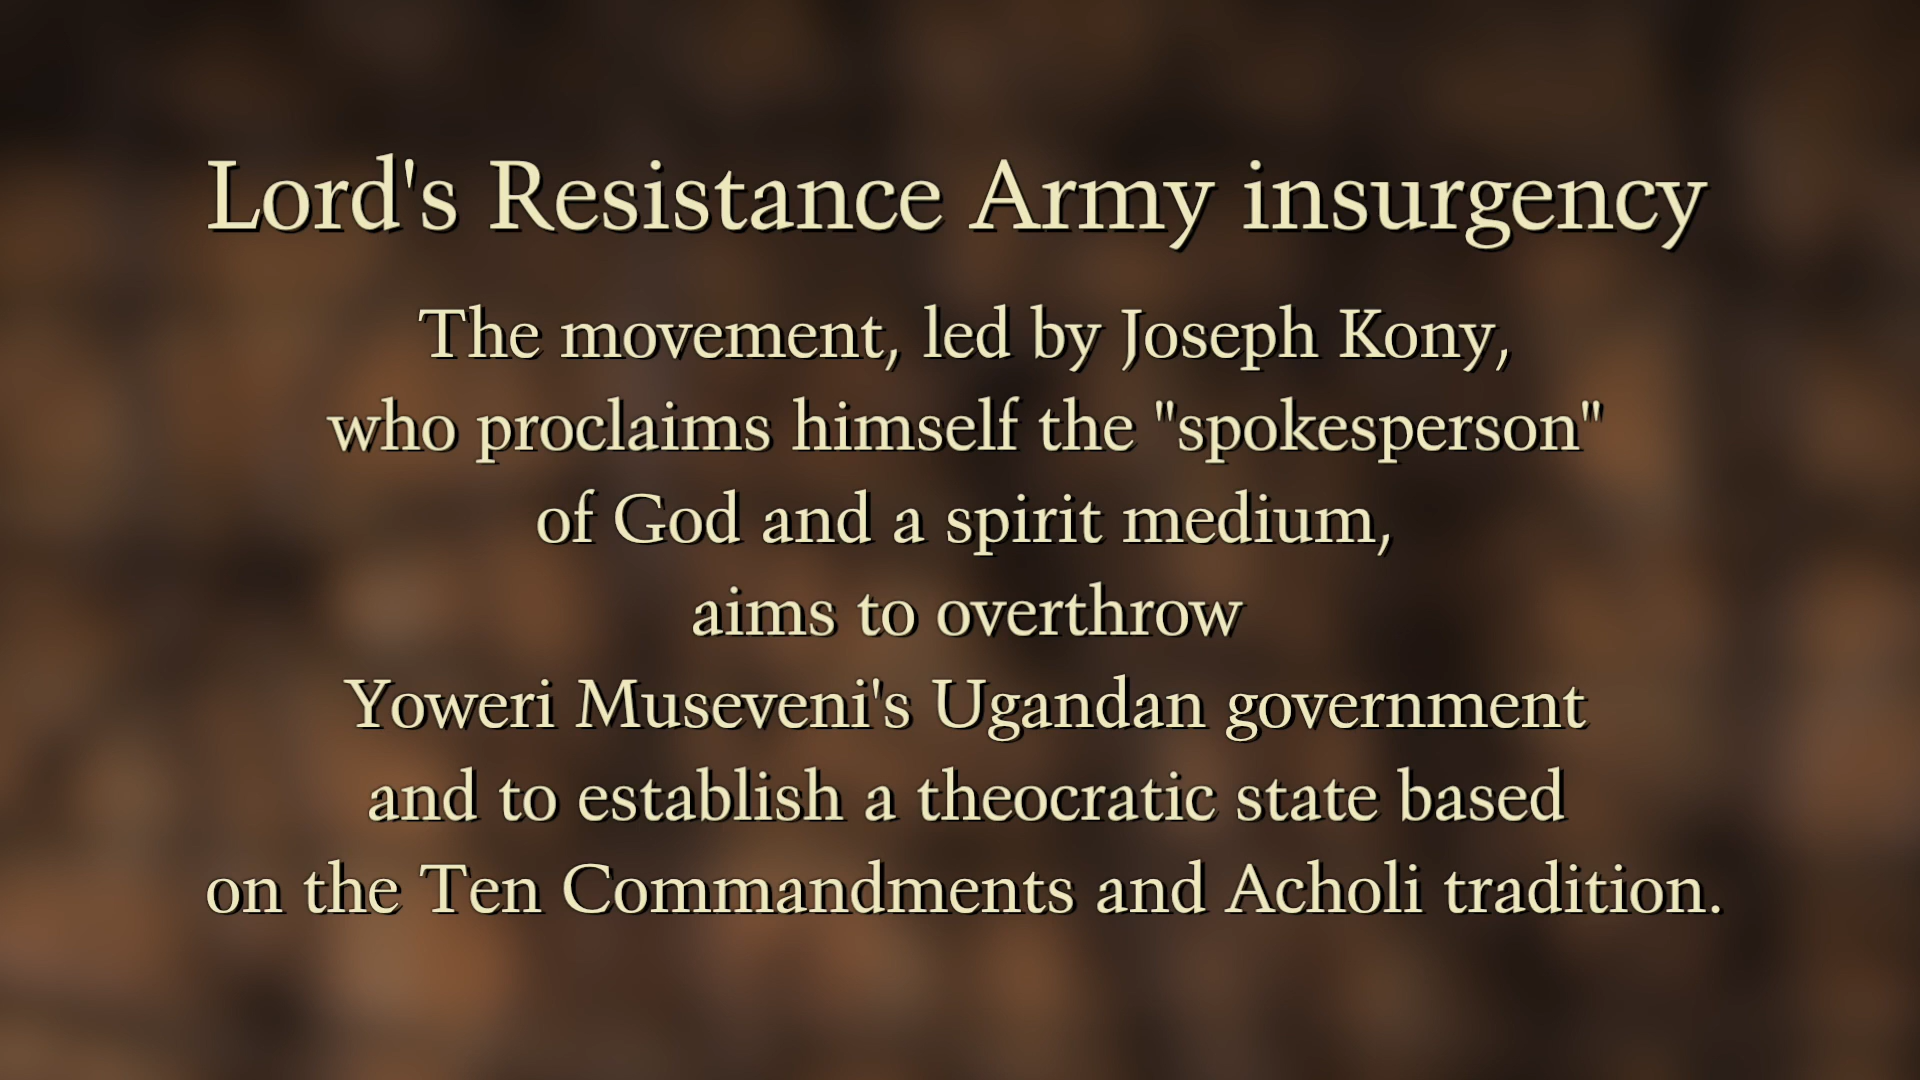 Lord's Resistance Army insurgency
The movement, led by Joseph Kony,
who proclaims himself the "spokesperson"
of God and a spirit medium,
aims to overthrow
Yoweri Museveni's Ugandan government
and to establish a theocratic state based
on the Ten Commandments and Acholi tradition.